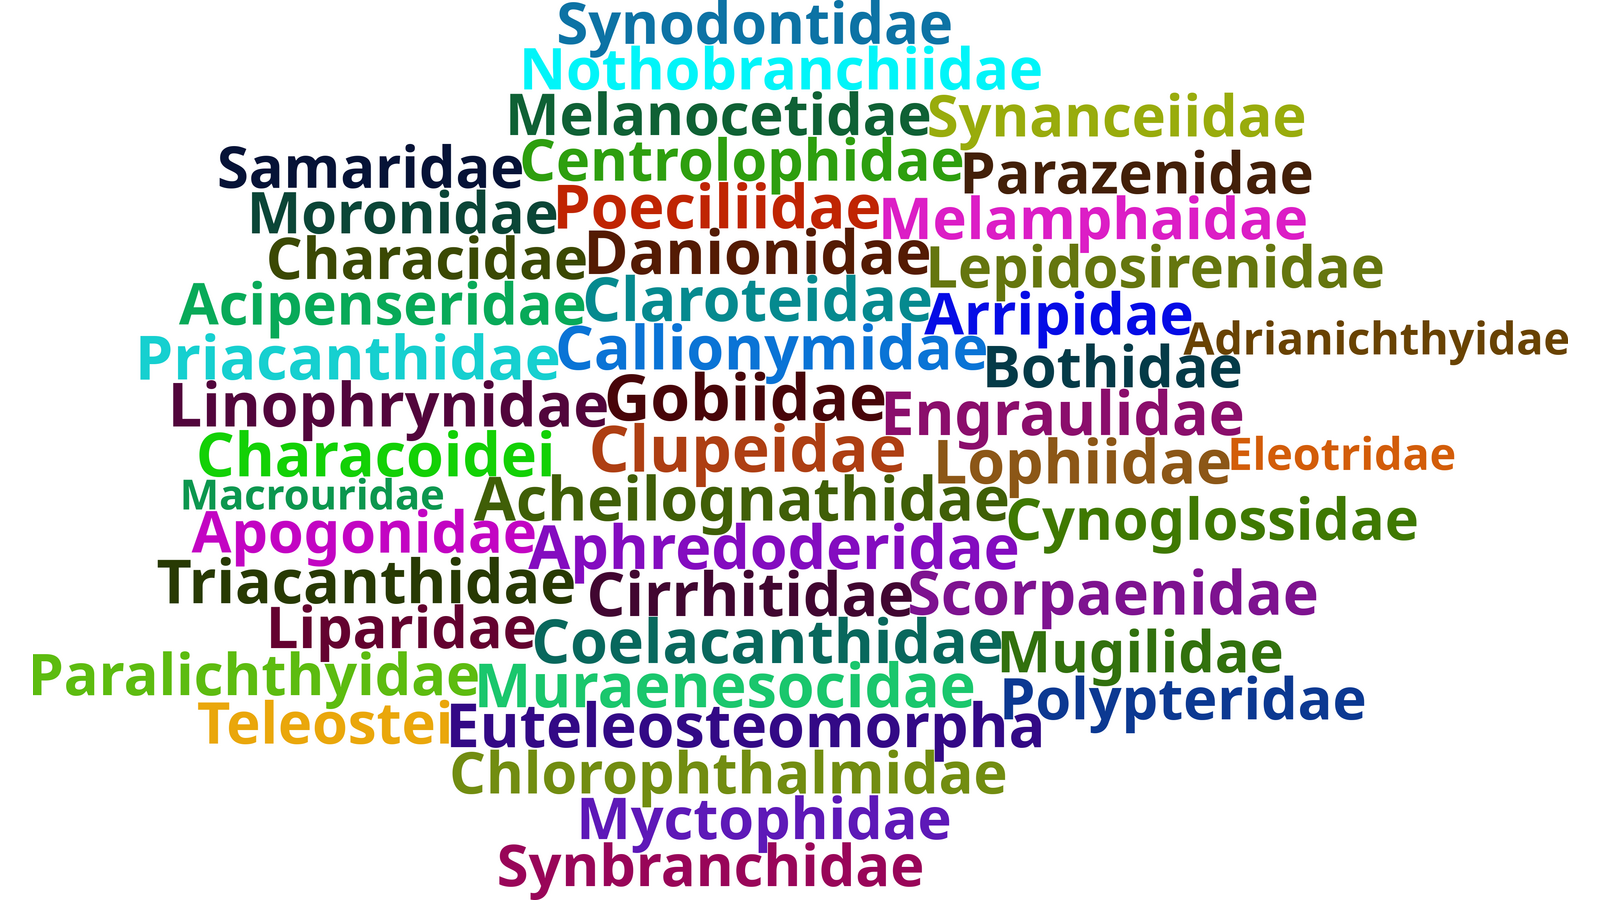 Synodontidae
Nothobranchiidae
Melanocetidae Synanceiidae
Samaridae Centrolophidae Parazenidae
Moronidae Poeciliidae Melamphaidae
Characidae Danionidae Lepidosirenidae
Acipenseridae Claroteidae Arripidae Adrianichthyidae
Priacanthidae Callionymidae Bothidae
Linophrynidae Gobiidae Engraulidae
Characoidei Clupeidae Lophiidae Eleotridae
Macrouridae Acheilognathidae Cynoglossidae
Apogonidae Aphredoderidae
Triacanthidae Cirrhitidae Scorpaenidae
Liparidae Coelacanthidae Mugilidae
Paralichthyidae Muraenesocidae Polypteridae
Teleostei Euteleosteomorpha
Chlorophthalmidae
Myctophidae
Synbranchidae